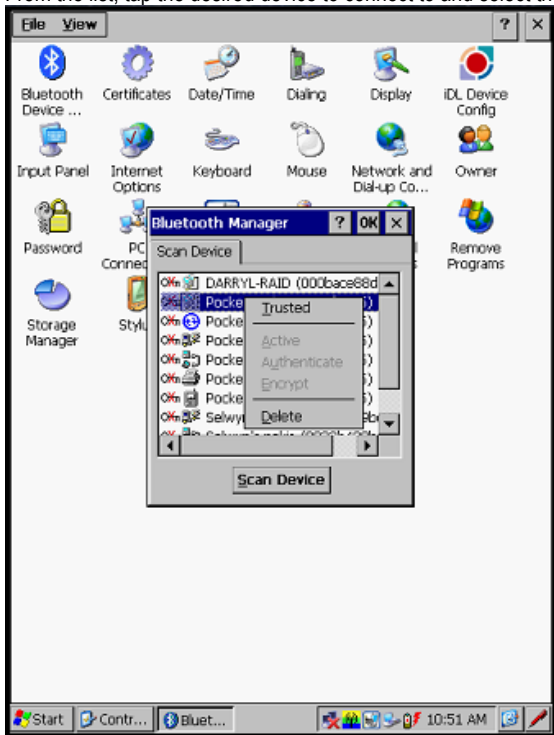 File View ? ×
Bluetooth Device ...
Certificates
Date/Time
Dialing
Display
iDL Device Config
Input Panel
Internet Options
Keyboard
Mouse
Network and Dial-up Co...
Owner
Password
PC
Remove Programs
Storage Manager
Bluetooth Manager ? OK ×
Scan Device
DARRYL-RAID (000bace88d
Pocke
Pocke
Pocke
Pocke
Pocke
Pocke
Selwy
Trusted
Active
Authenticate
Encrypt
Delete
Scan Device
Start Contr... Bluet... 10:51 AM